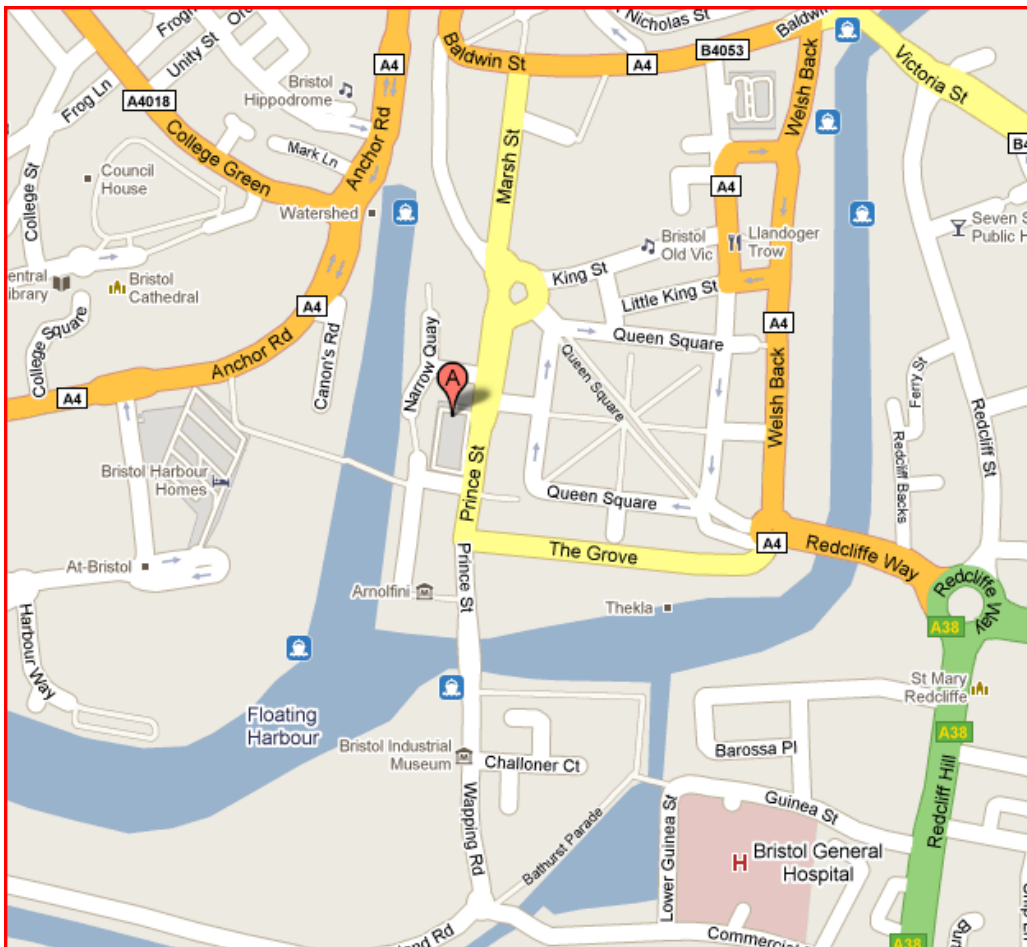 Frog Ln
Unity St
A4018
College Green
Bristol
Hippodrome
A4
Anchor Rd
Mark Ln
Council
House
College St
Watershed
Bristol
Cathedral
College Square
A4
Anchor Rd
A4
Canon's Rd
Baldwin St
Marsh St
St Nicholas St
A4
B4053
Baldwin
Welsh Back
Victoria St
A4
Bristol
Old Vic
Llandoger
Trow
King St
Little King St
A4
Queen Square
Queen Square
Queen Square
Welsh Back
Narrow Quay
A
Prince St
Bristol Harbour
Homes
At-Bristol
Harbour Way
The Grove
A4
Redcliffe Way
Redcliffe Way
A38
Ferry St
Redcliff St
Redcliff Backs
Arnolfini
Prince St
Thekla
St Mary
Redcliffe
A38
Floating
Harbour
Bristol Industrial
Museum
Challoner Ct
Barossa Pl
Wapping Rd
Bathurst Parade
Lower Guinea St
Guinea St
H
Bristol General
Hospital
Redcliff Hill
A38